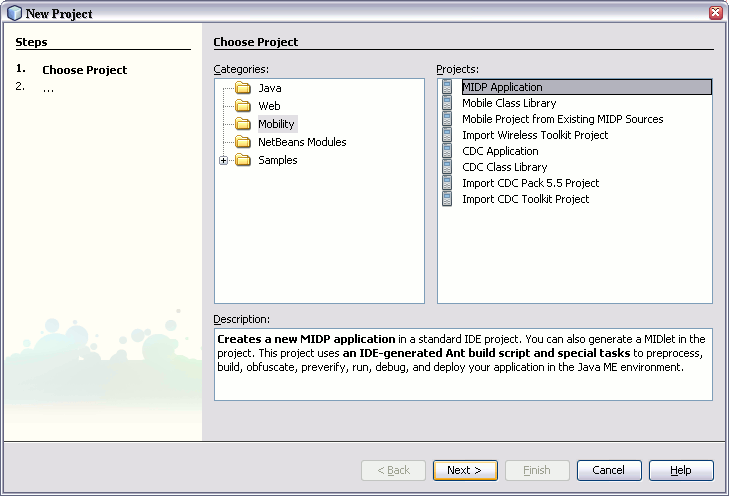 New Project
Steps
1. Choose Project
2. ...
Choose Project
Categories:
Java
Web
Mobility
NetBeans Modules
Samples
Projects:
MIDP Application
Mobile Class Library
Mobile Project from Existing MIDP Sources
Import Wireless Toolkit Project
CDC Application
CDC Class Library
Import CDC Pack 5.5 Project
Import CDC Toolkit Project
Description:
Creates a new MIDP application in a standard IDE project. You can also generate a MIDlet in the
project. This project uses an IDE-generated Ant build script and special tasks to preprocess,
build, obfuscate, preverify, run, debug, and deploy your application in the Java ME environment.
< Back
Next >
Finish
Cancel
Help